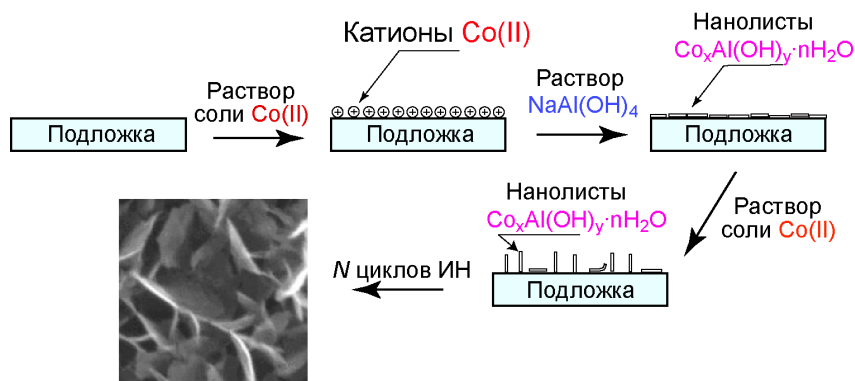 Подложка
Раствор
соли Co(II)
Катионы Co(II)
Подложка
Раствор
NaAl(OH)₄
Нанолисты
CoₓAl(OH)ᵧ·nH₂O
Подложка
Раствор
соли Co(II)
Нанолисты
CoₓAl(OH)ᵧ·nH₂O
Подложка
N циклов ИН